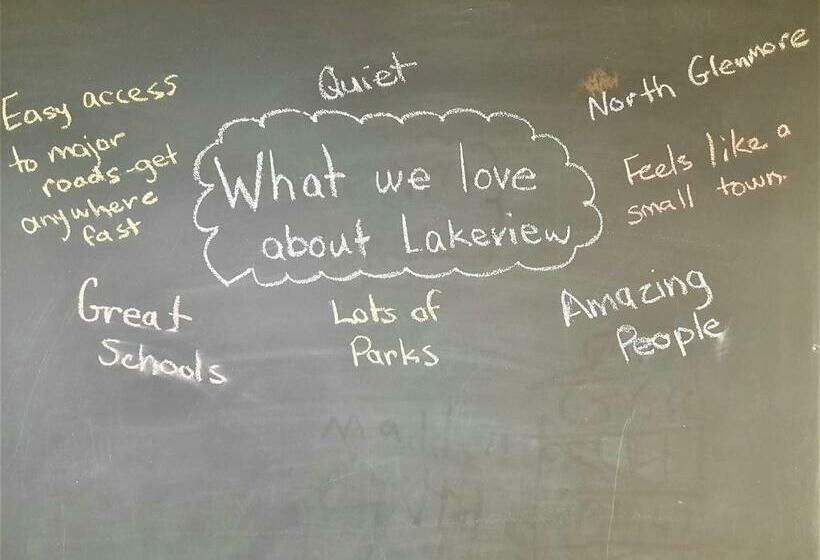 Quiet
North Glenmore
Easy access
to major
roads-get
anywhere
fast
What we love
about Lakeview
Feels like a
small town.
Great
Schools
Lots of
Parks
Amazing
People